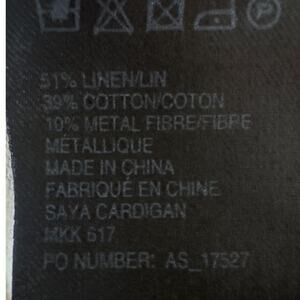 51% LINEN/LIN
39% COTTON/COTON
10% METAL FIBRE/FIBRE
MÉTALLIQUE
MADE IN CHINA
FABRIQUÉ EN CHINE
SAYA CARDIGAN
MKK 617
PO NUMBER: AS_17527